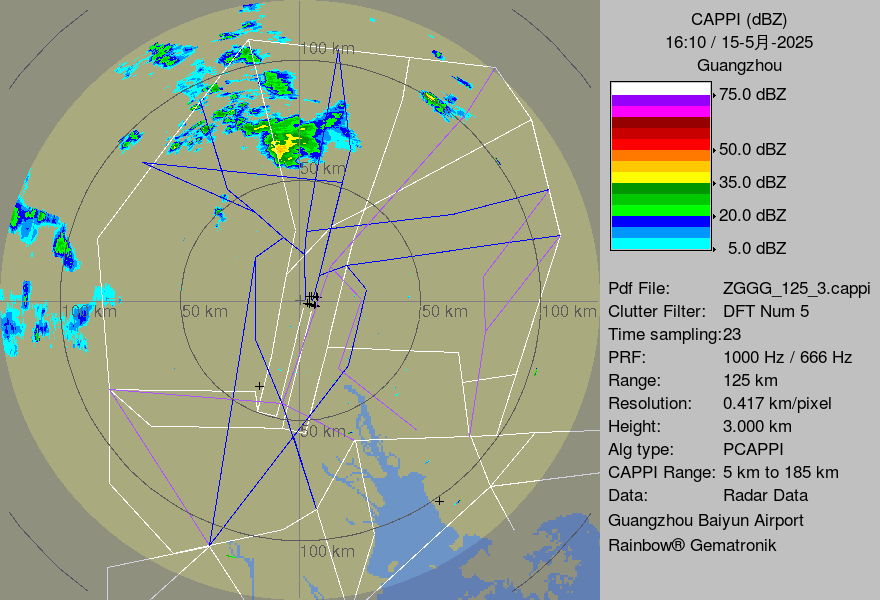 CAPPI (dBZ)
16:10 / 15-5月-2025
Guangzhou
75.0 dBZ
50.0 dBZ
35.0 dBZ
20.0 dBZ
5.0 dBZ
Pdf File: ZGGG_125_3.cappi
Clutter Filter: DFT Num 5
Time sampling:23
PRF: 1000 Hz / 666 Hz
Range: 125 km
Resolution: 0.417 km/pixel
Height: 3.000 km
Alg type: PCAPPI
CAPPI Range: 5 km to 185 km
Data: Radar Data
Guangzhou Baiyun Airport
Rainbow® Gematronik
100 km
50 km
100 km
50 km
50 km
100 km
50 km
100 km